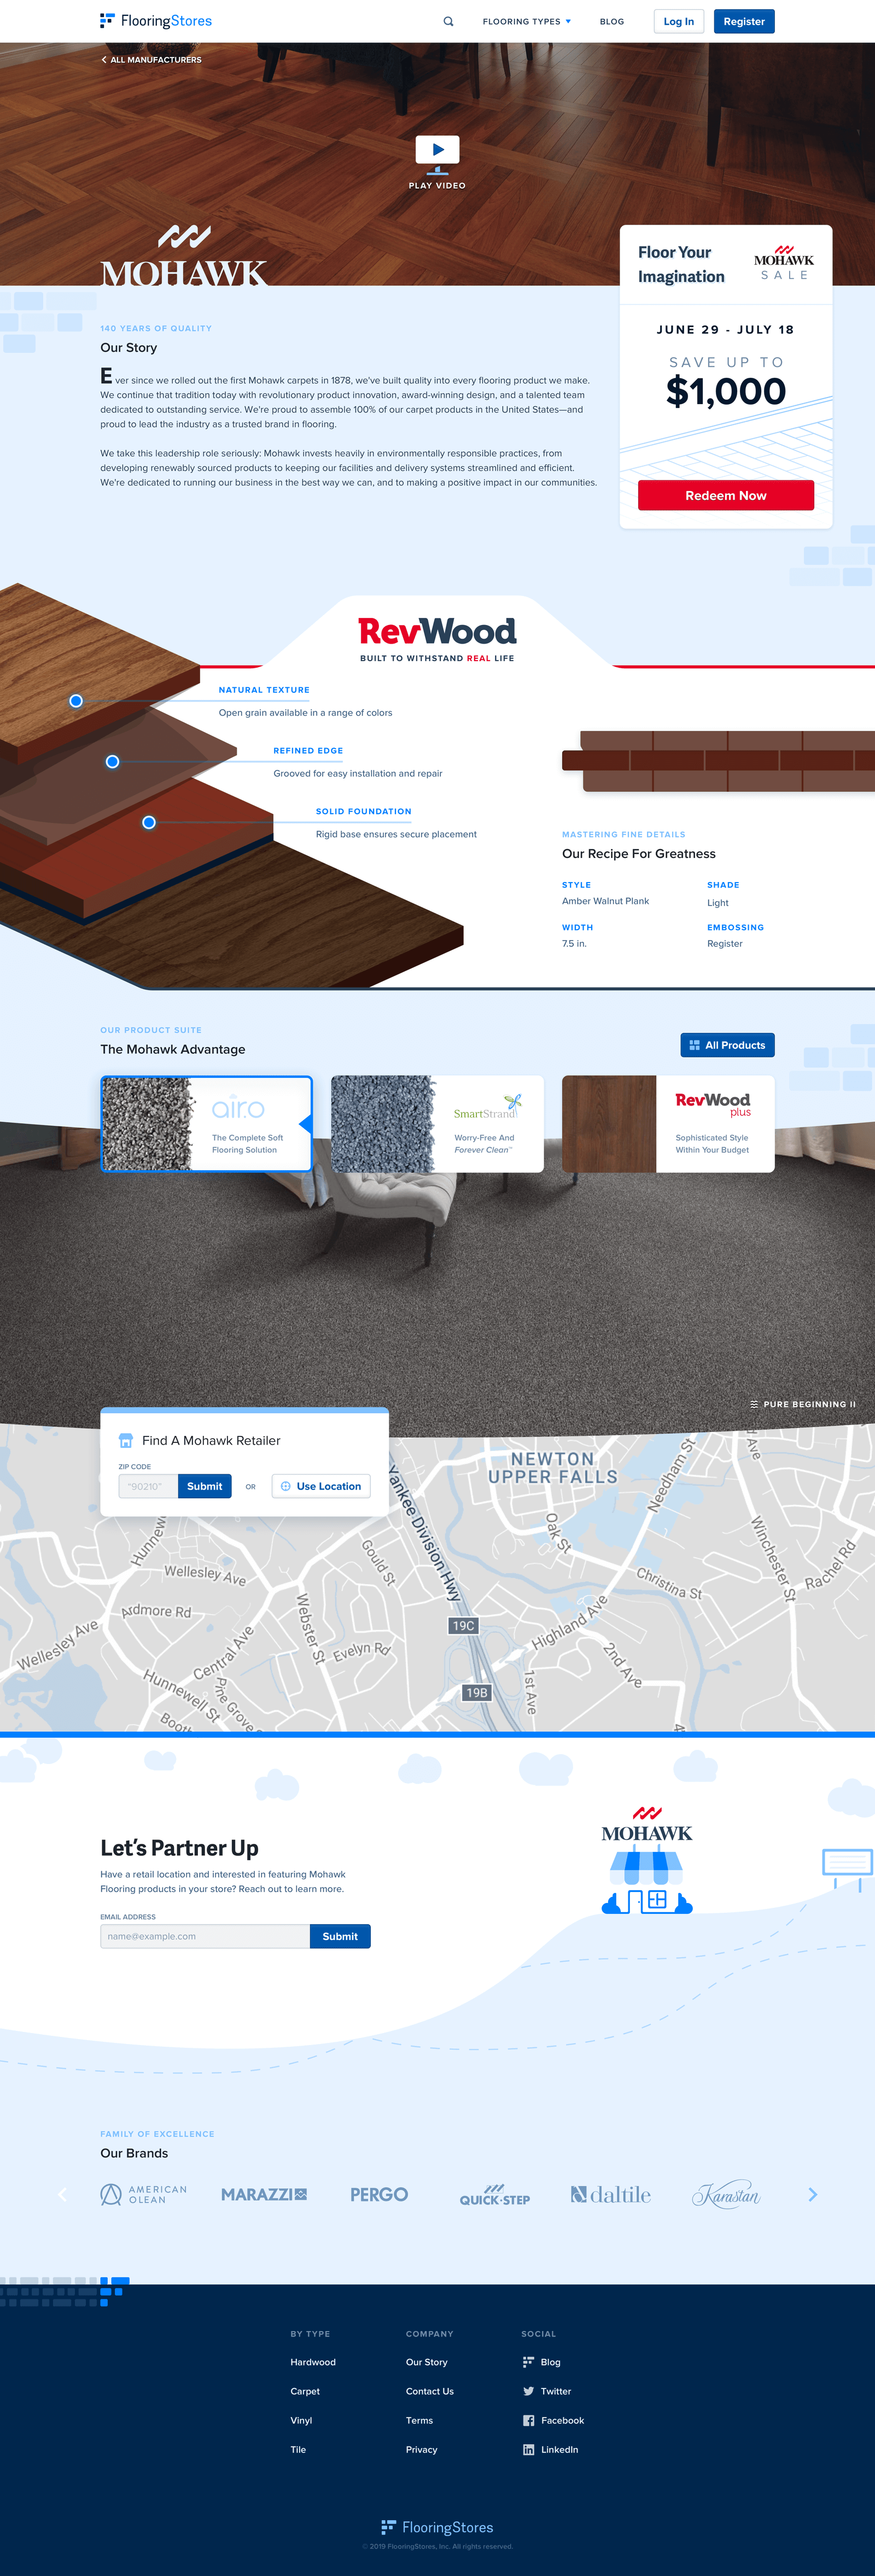 FlooringStores
FLOORING TYPES
BLOG
Log In
Register
ALL MANUFACTURERS
PLAY VIDEO
MOHAWK
Floor Your
Imagination
MOHAWK
SALE
JUNE 29 - JULY 18
SAVE UP TO
$1,000
Redeem Now
140 YEARS OF QUALITY
Our Story
Ever since we rolled out the first Mohawk carpets in 1878, we've built quality into every flooring product we make.
We continue that tradition today with revolutionary product innovation, award-winning design, and a talented team
dedicated to outstanding service. We're proud to assemble 100% of our carpet products in the United States—and
proud to lead the industry as a trusted brand in flooring.
We take this leadership role seriously: Mohawk invests heavily in environmentally responsible practices, from
developing renewably sourced products to keeping our facilities and delivery systems streamlined and efficient.
We're dedicated to running our business in the best way we can, and to making a positive impact in our communities.
RevWood
BUILT TO WITHSTAND REAL LIFE
NATURAL TEXTURE
Open grain available in a range of colors
REFINED EDGE
Grooved for easy installation and repair
SOLID FOUNDATION
Rigid base ensures secure placement
MASTERING FINE DETAILS
Our Recipe For Greatness
STYLE
Amber Walnut Plank
SHADE
Light
WIDTH
7.5 in.
EMBOSSING
Register
OUR PRODUCT SUITE
The Mohawk Advantage
All Products
air.o
The Complete Soft
Flooring Solution
SmartStrand
Worry-Free And
Forever Clean™
RevWood
plus
Sophisticated Style
Within Your Budget
PURE BEGINNING II
Find A Mohawk Retailer
ZIP CODE
"90210"
Submit
OR
Use Location
NEWTON
UPPER FALLS
Yankee Division Hwy
Needham St
Ave
Oak St
Winchester St
Rachel Rd
Christina St
Highland Ave
2nd Ave
1st Ave
19C
19B
Gould St
Hunnew
Wellesley Ave
Ardmore Rd
Wellesley Ave
Central Ave
Webster St
Evelyn Rd
Hunnewell St
Pine Grove S
Booth
Let's Partner Up
Have a retail location and interested in featuring Mohawk
Flooring products in your store? Reach out to learn more.
EMAIL ADDRESS
name@example.com
Submit
MOHAWK
FAMILY OF EXCELLENCE
Our Brands
AMERICAN
OLEAN
MARAZZI
PERGO
QUICK·STEP
daltile
Karastan
BY TYPE
Hardwood
Carpet
Vinyl
Tile
COMPANY
Our Story
Contact Us
Terms
Privacy
SOCIAL
Blog
Twitter
Facebook
LinkedIn
FlooringStores
© 2019 FlooringStores, Inc. All rights reserved.